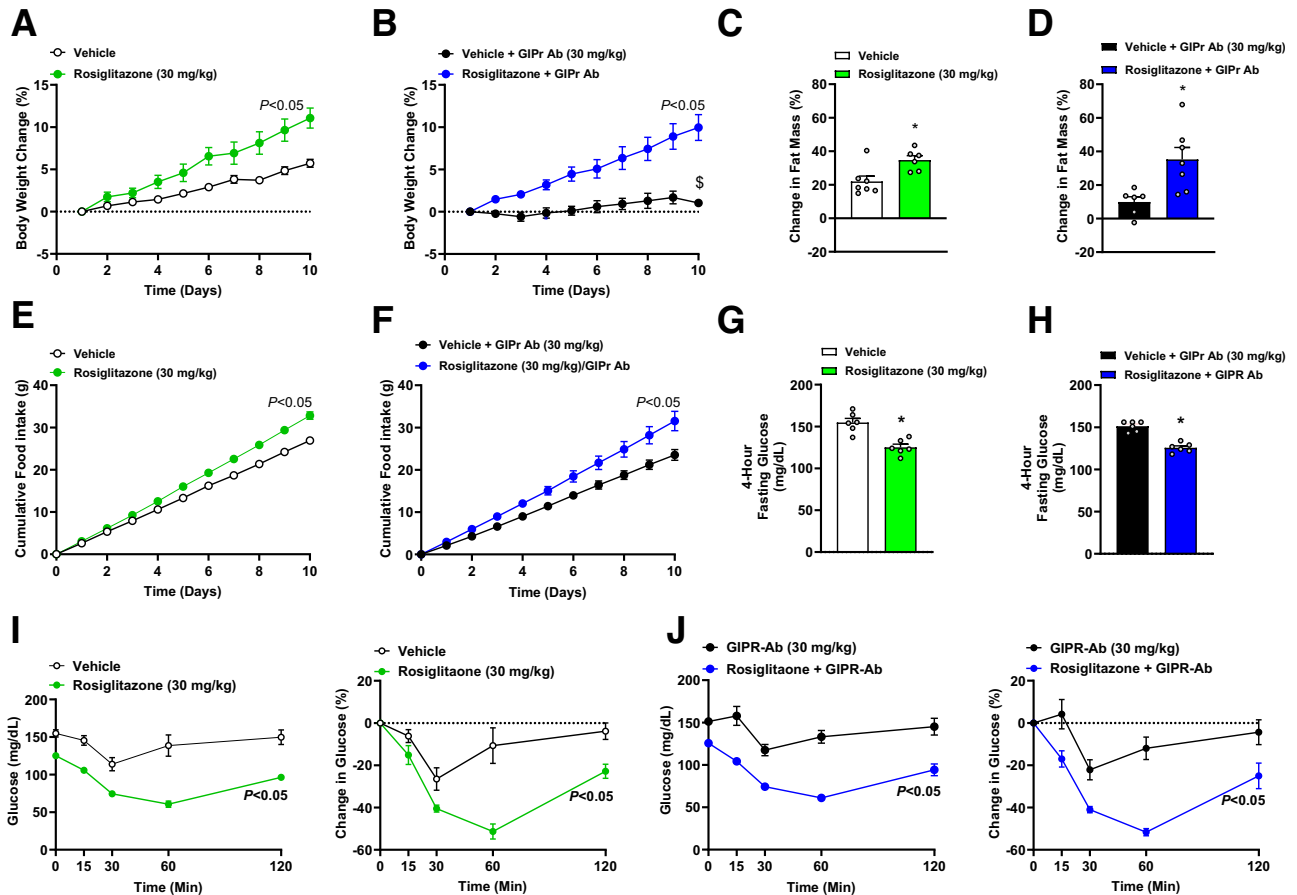 A
Vehicle
Rosiglitazone (30 mg/kg)
Body Weight Change (%)
15
10
5
0
-5
P<0.05
0 2 4 6 8 10
Time (Days)
B
Vehicle + GIPr Ab (30 mg/kg)
Rosiglitazone + GIPr Ab
Body Weight Change (%)
15
10
5
0
-5
P<0.05
$
0 2 4 6 8 10
Time (Days)
C
Vehicle
Rosiglitazone (30 mg/kg)
Change in Fat Mass (%)
80
60
40
20
0
-20
*
D
Vehicle + GIPr Ab (30 mg/kg)
Rosiglitazone + GIPr Ab
Change in Fat Mass (%)
80
60
40
20
0
-20
*
E
Vehicle
Rosiglitazone (30 mg/kg)
Cumulative Food intake (g)
40
30
20
10
0
P<0.05
0 2 4 6 8 10
Time (Days)
F
Vehicle + GIPr Ab (30 mg/kg)
Rosiglitazone (30 mg/kg)/GIPr Ab
Cumulative Food intake (g)
40
30
20
10
0
P<0.05
0 2 4 6 8 10
Time (Days)
G
Vehicle
Rosiglitazone (30 mg/kg)
4-Hour
Fasting Glucose
(mg/dL)
200
150
100
50
0
*
H
Vehicle + GIPr Ab (30 mg/kg)
Rosiglitazone + GIPR Ab
4-Hour
Fasting Glucose
(mg/dL)
200
150
100
50
0
*
I
Vehicle
Rosiglitazone (30 mg/kg)
Glucose (mg/dL)
200
150
100
50
0
P<0.05
0 15 30 60 120
Time (Min)
Vehicle
Rosiglitaone (30 mg/kg)
Change in Glucose (%)
20
0
-20
-40
-60
P<0.05
0 15 30 60 120
Time (Min)
J
GIPR-Ab (30 mg/kg)
Rosiglitaone + GIPR-Ab
Glucose (mg/dL)
200
150
100
50
0
P<0.05
0 15 30 60 120
Time (Min)
GIPR-Ab (30 mg/kg)
Rosiglitazone + GIPR-Ab
Change in Glucose (%)
20
0
-20
-40
-60
P<0.05
0 15 30 60 120
Time (Min)